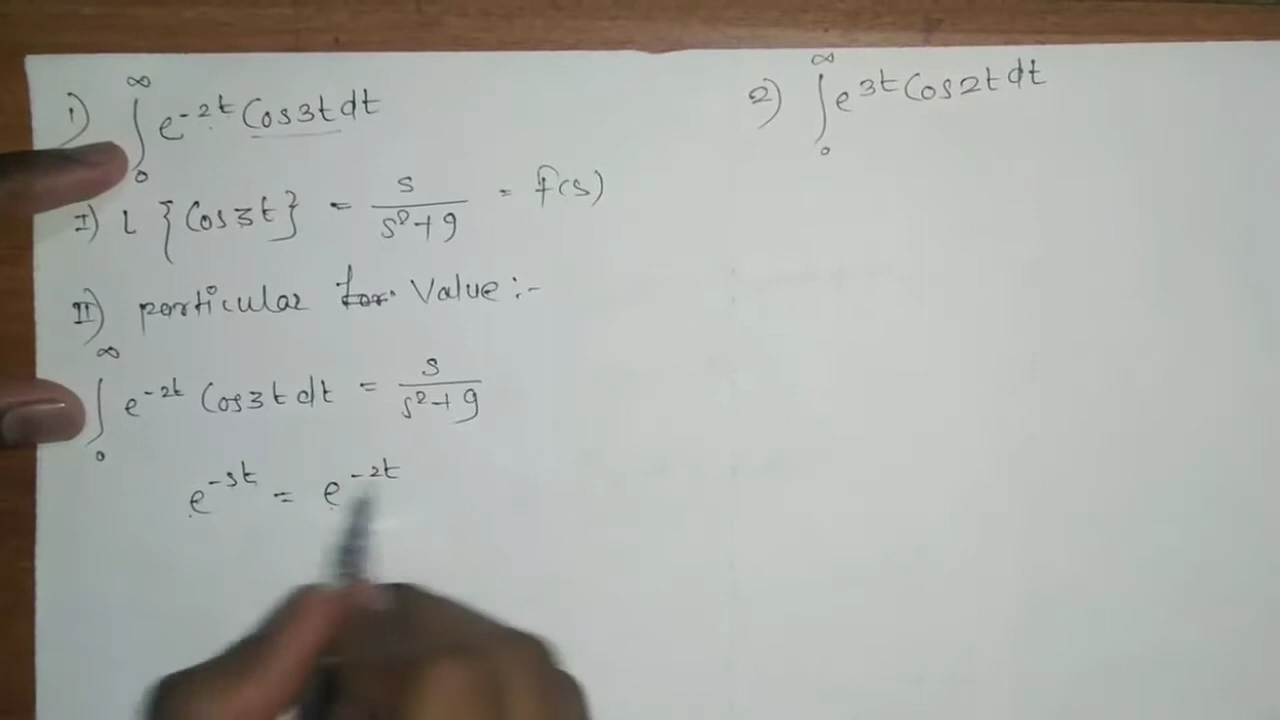 1) ∫₀^∞ e^{-2t} Cos3t dt
I) L {Cos3t} = s/(s²+9) = f(s)
II) particular for Value :-
∫₀^∞ e^{-2t} Cos3t dt = s/(s²+9)
e^{-st} = e^{-2t}
2) ∫₀^∞ e^{3t} Cos2t dt